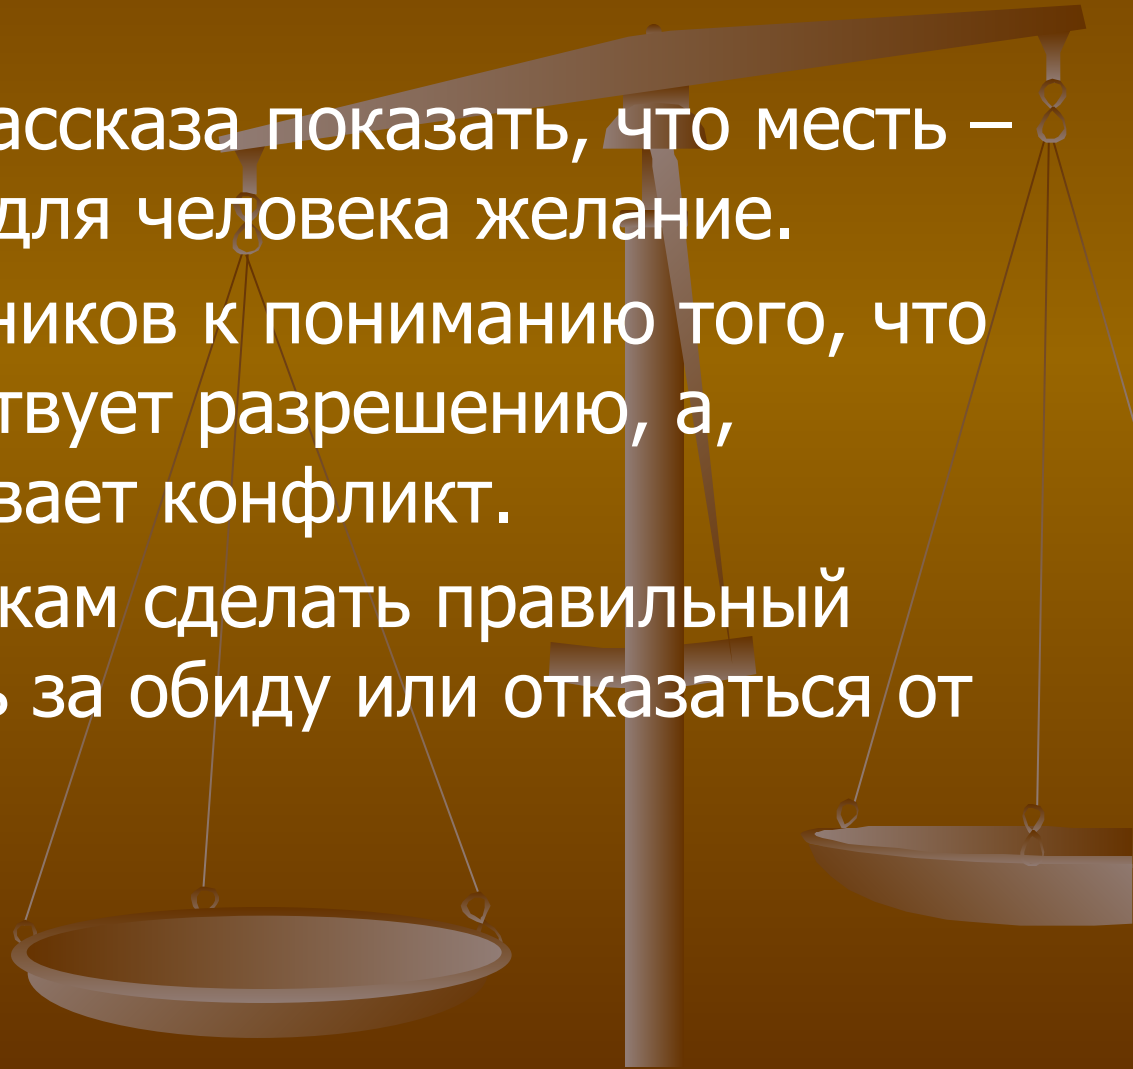 ассказа показать, что месть –
для человека желание.
ников к пониманию того, что
твует разрешению, а,
вает конфликт.
кам сделать правильный
ь за обиду или отказаться от